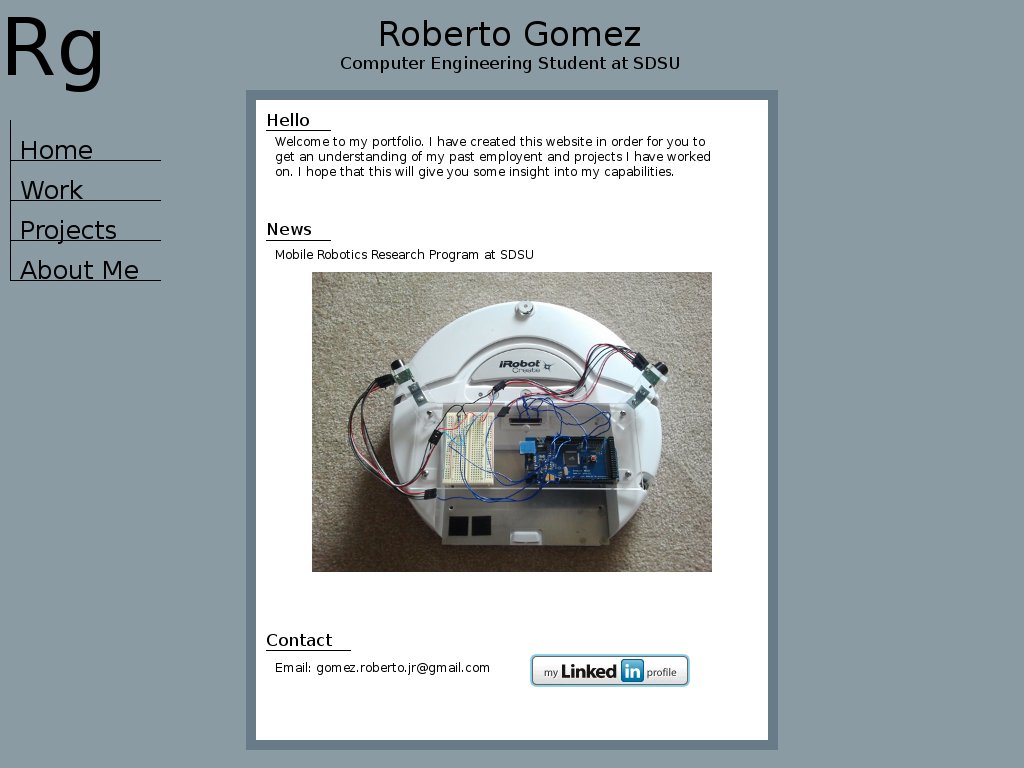 Rg
Roberto Gomez
Computer Engineering Student at SDSU
Home
Work
Projects
About Me
Hello
Welcome to my portfolio. I have created this website in order for you to
get an understanding of my past employent and projects I have worked
on. I hope that this will give you some insight into my capabilities.
News
Mobile Robotics Research Program at SDSU
iRobot
Create
Contact
Email: gomez.roberto.jr@gmail.com
my Linked in profile